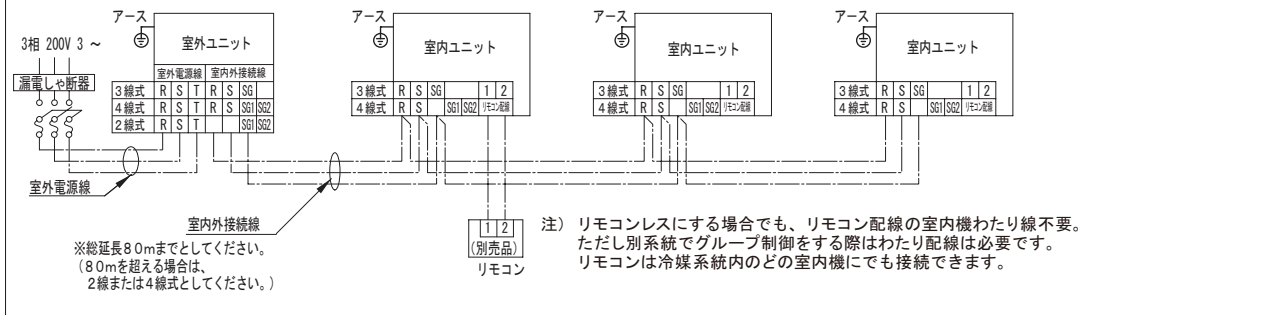 アース
3相 200V 3 ～
漏電しゃ断器
室外ユニット
室外電源線 室内外接続線
3線式 R S T R S SG
4線式 R S T R S SG1 SG2
2線式 R S T SG1 SG2
室外電源線
室内外接続線
※総延長80mまでとしてください。
(80mを超える場合は、
2線または4線式としてください。)
アース
室内ユニット
3線式 R S SG 1 2
4線式 R S SG1 SG2 リモコン配線
1 2
(別売品)
リモコン
アース
室内ユニット
3線式 R S SG 1 2
4線式 R S SG1 SG2 リモコン配線
アース
室内ユニット
3線式 R S SG 1 2
4線式 R S SG1 SG2 リモコン配線
注) リモコンレスにする場合でも、リモコン配線の室内機わたり線不要。
ただし別系統でグループ制御をする際はわたり配線は必要です。
リモコンは冷媒系統内のどの室内機にでも接続できます。